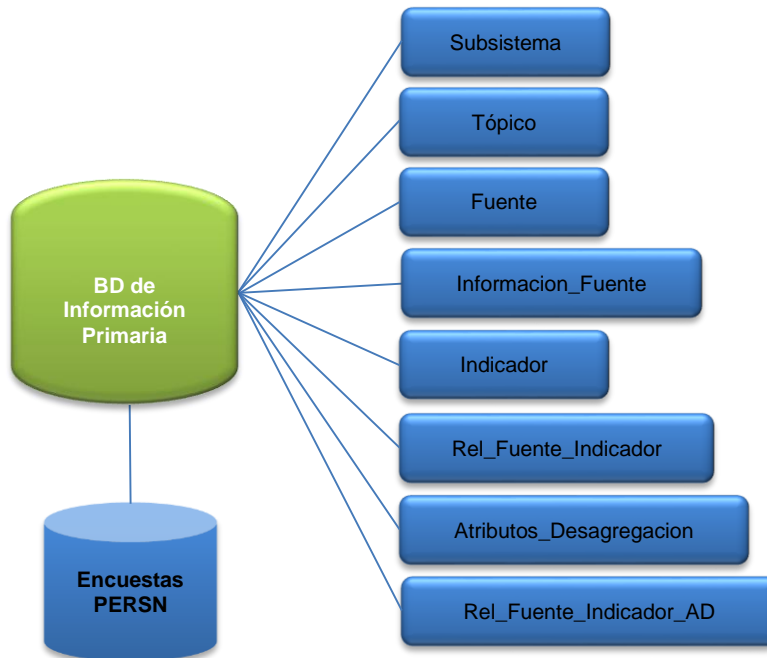 Subsistema
Tópico
Fuente
Informacion_Fuente
Indicador
Rel_Fuente_Indicador
Atributos_Desagregacion
Rel_Fuente_Indicador_AD
BD de
Información
Primaria
Encuestas
PERSN